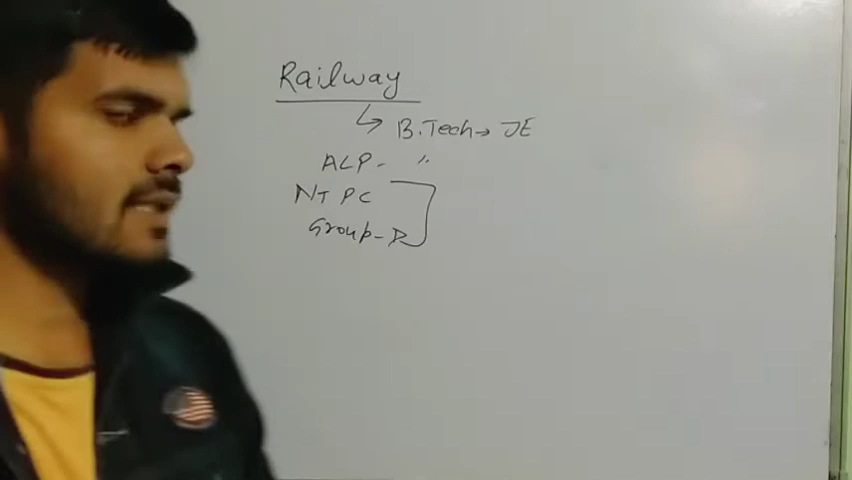 Railway
↳ B.Tech → JE
ALP - "
NTPC
Group-D